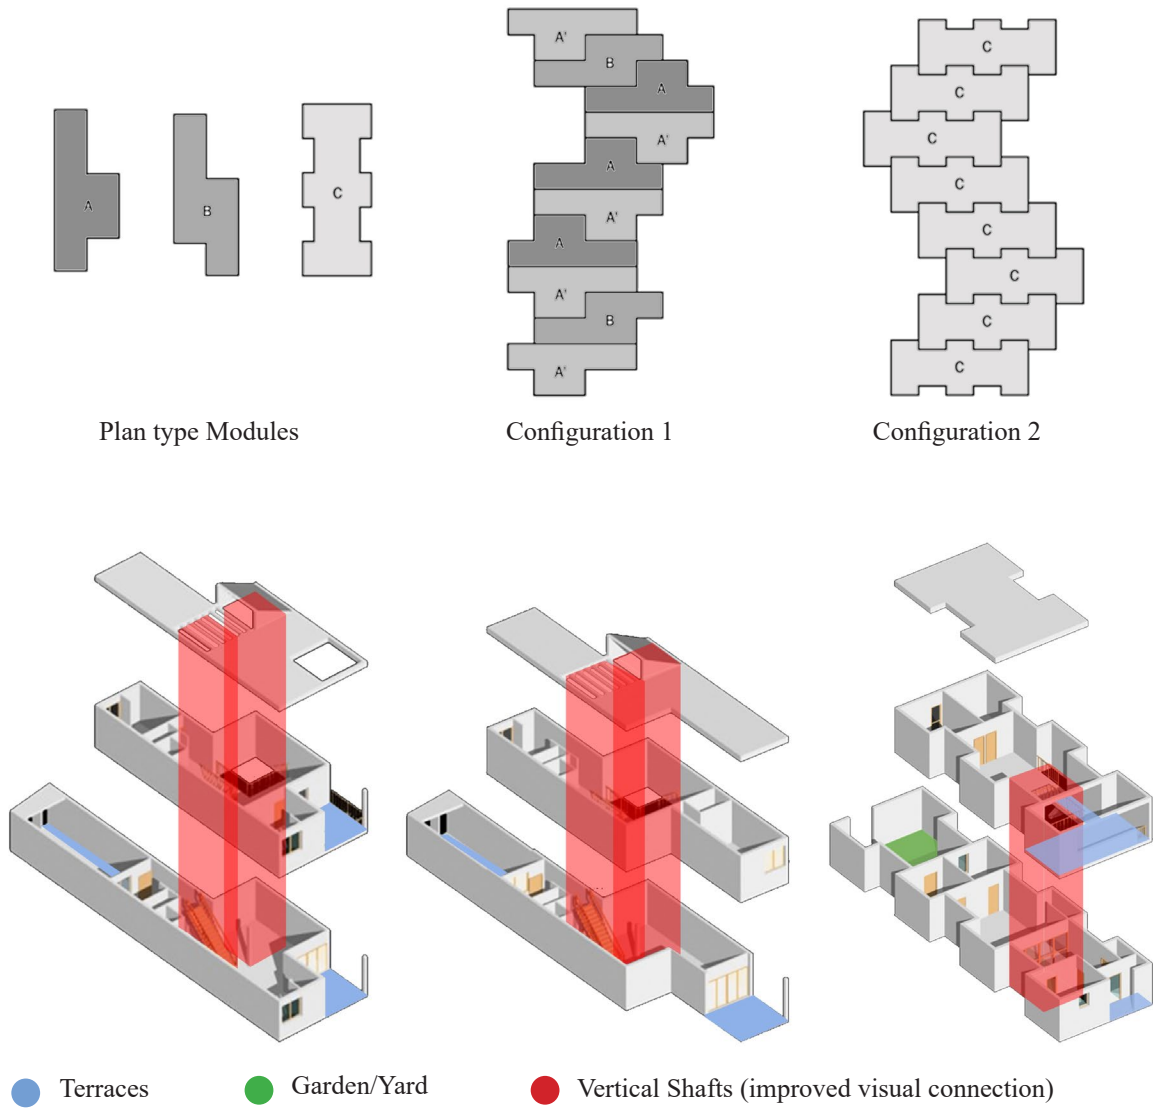 A
B
C
A'
B
A
A'
A
A'
A
A'
B
A'
C
C
C
C
C
C
C
C
Plan type Modules
Configuration 1
Configuration 2
Terraces
Garden/Yard
Vertical Shafts (improved visual connection)